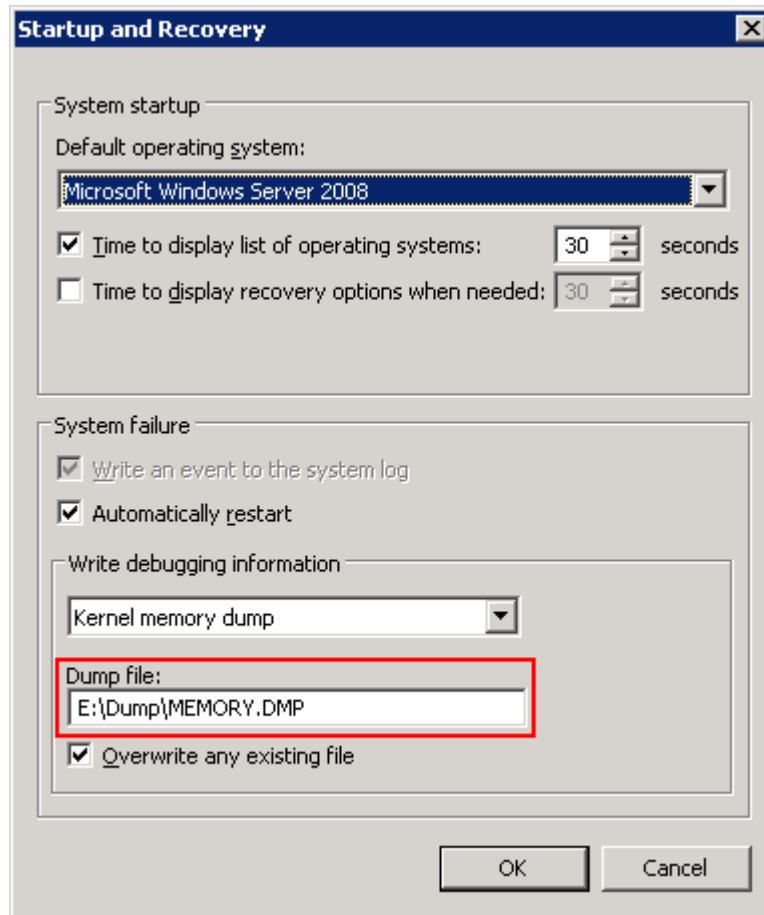 Startup and Recovery
System startup
Default operating system:
Microsoft Windows Server 2008
Time to display list of operating systems: 30 seconds
Time to display recovery options when needed: 30 seconds
System failure
Write an event to the system log
Automatically restart
Write debugging information
Kernel memory dump
Dump file:
E:\Dump\MEMORY.DMP
Overwrite any existing file
OK Cancel